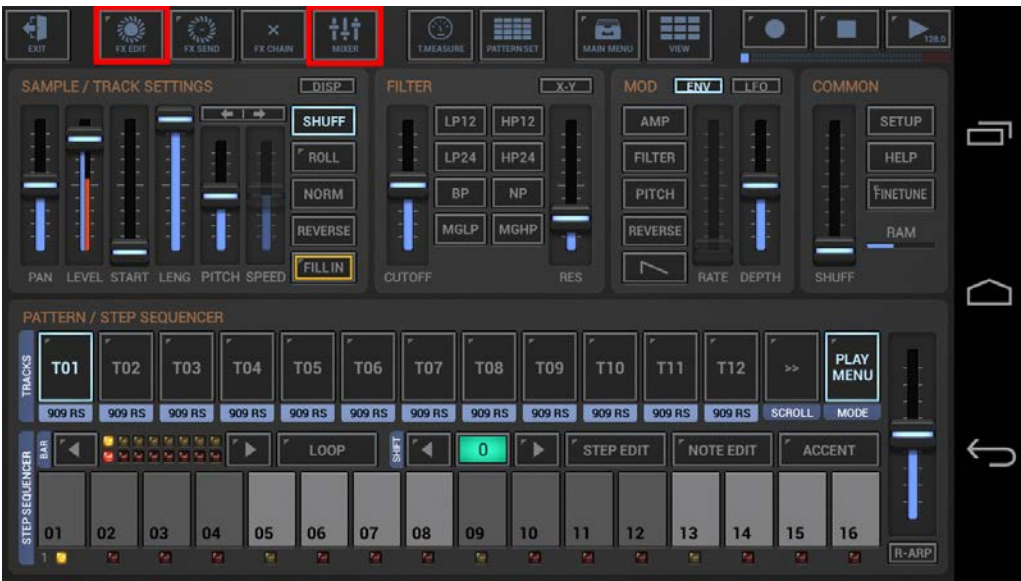 EXIT FX EDIT FX SEND FX CHAIN MIXER T.MEASURE PATTERN SET MAIN MENU VIEW 128.0
SAMPLE / TRACK SETTINGS DISP FILTER X-Y MOD ENV LFO COMMON
SHUFF LP12 HP12 AMP SETUP
ROLL LP24 HP24 FILTER HELP
NORM BP NP PITCH FINETUNE
REVERSE MGLP MGHP REVERSE RAM
FILL IN
PAN LEVEL START LENG PITCH SPEED CUTOFF RES RATE DEPTH SHUFF
PATTERN / STEP SEQUENCER
TRACKS T01 T02 T03 T04 T05 T06 T07 T08 T09 T10 T11 T12 >> PLAY MENU
909 RS 909 RS 909 RS 909 RS 909 RS 909 RS 909 RS 909 RS 909 RS 909 RS 909 RS 909 RS SCROLL MODE
STEP SEQUENCER BAR LOOP SHIFT 0 STEP EDIT NOTE EDIT ACCENT
01 02 03 04 05 06 07 08 09 10 11 12 13 14 15 16
1 R-ARP